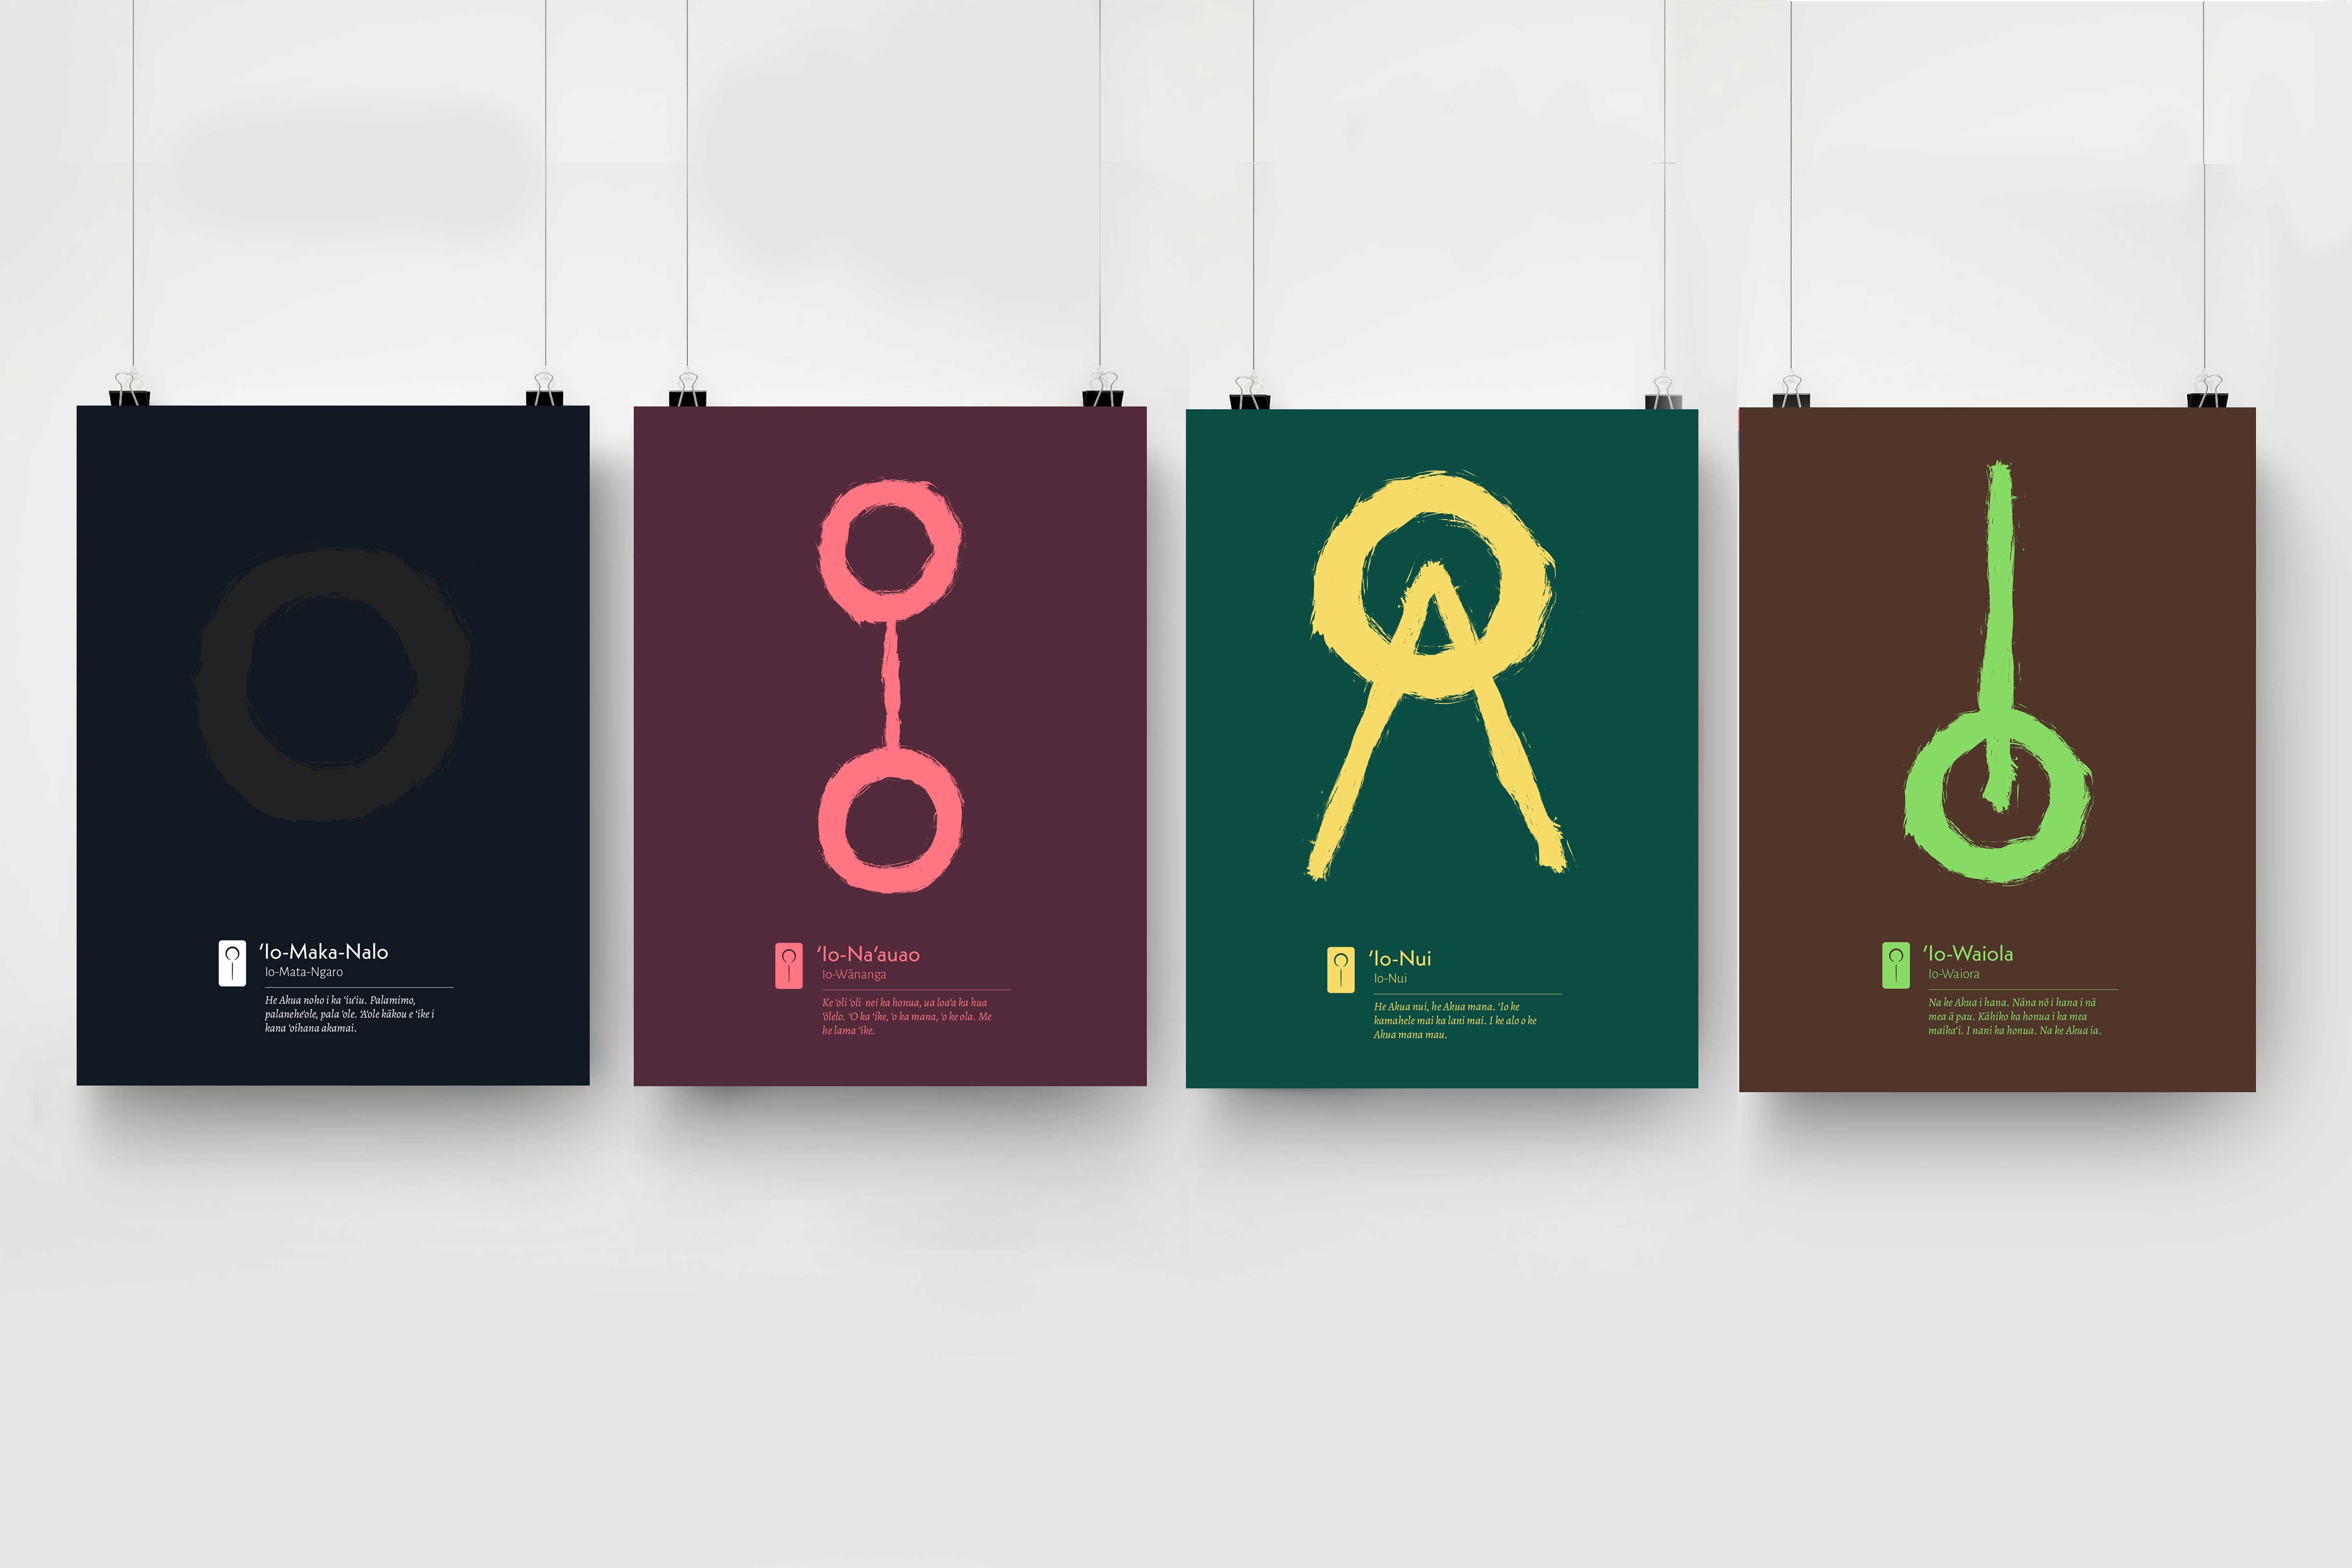 ʻIo-Maka-Nalo
Io-Mata-Ngaro
He Akua noho i ka ʻiuʻiu. Palamimo,
palaneheʻole, pala ʻole. ʻAʻole kākou e ʻike i
kana ʻoihana akamai.
ʻIo-Naʻauao
Io-Wānanga
Ke ʻoli ʻoli nei ka honua, ua loaʻa ka hua
ʻōlelo. ʻO ka ʻike, ʻo ka mana, ʻo ke ola. Me
he lama ʻike.
ʻIo-Nui
Io-Nui
He Akua nui, he Akua mana. ʻIo ke
kamahele mai ka lani mai. I ke alo o ke
Akua mana mau.
ʻIo-Waiola
Io-Waiora
Na ke Akua i hana. Nāna nō i hana i nā
mea ā pau. Kāhiko ka honua i ka mea
maikaʻi. I nani ka honua. Na ke Akua ia.